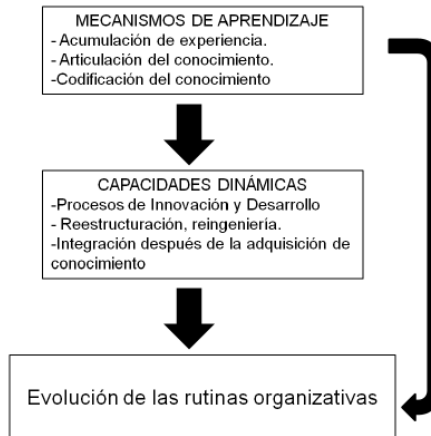 MECANISMOS DE APRENDIZAJE
- Acumulación de experiencia.
- Articulación del conocimiento.
-Codificación del conocimiento
CAPACIDADES DINÁMICAS
-Procesos de Innovación y Desarrollo
- Reestructuración, reingeniería.
-Integración después de la adquisición de
conocimiento
Evolución de las rutinas organizativas